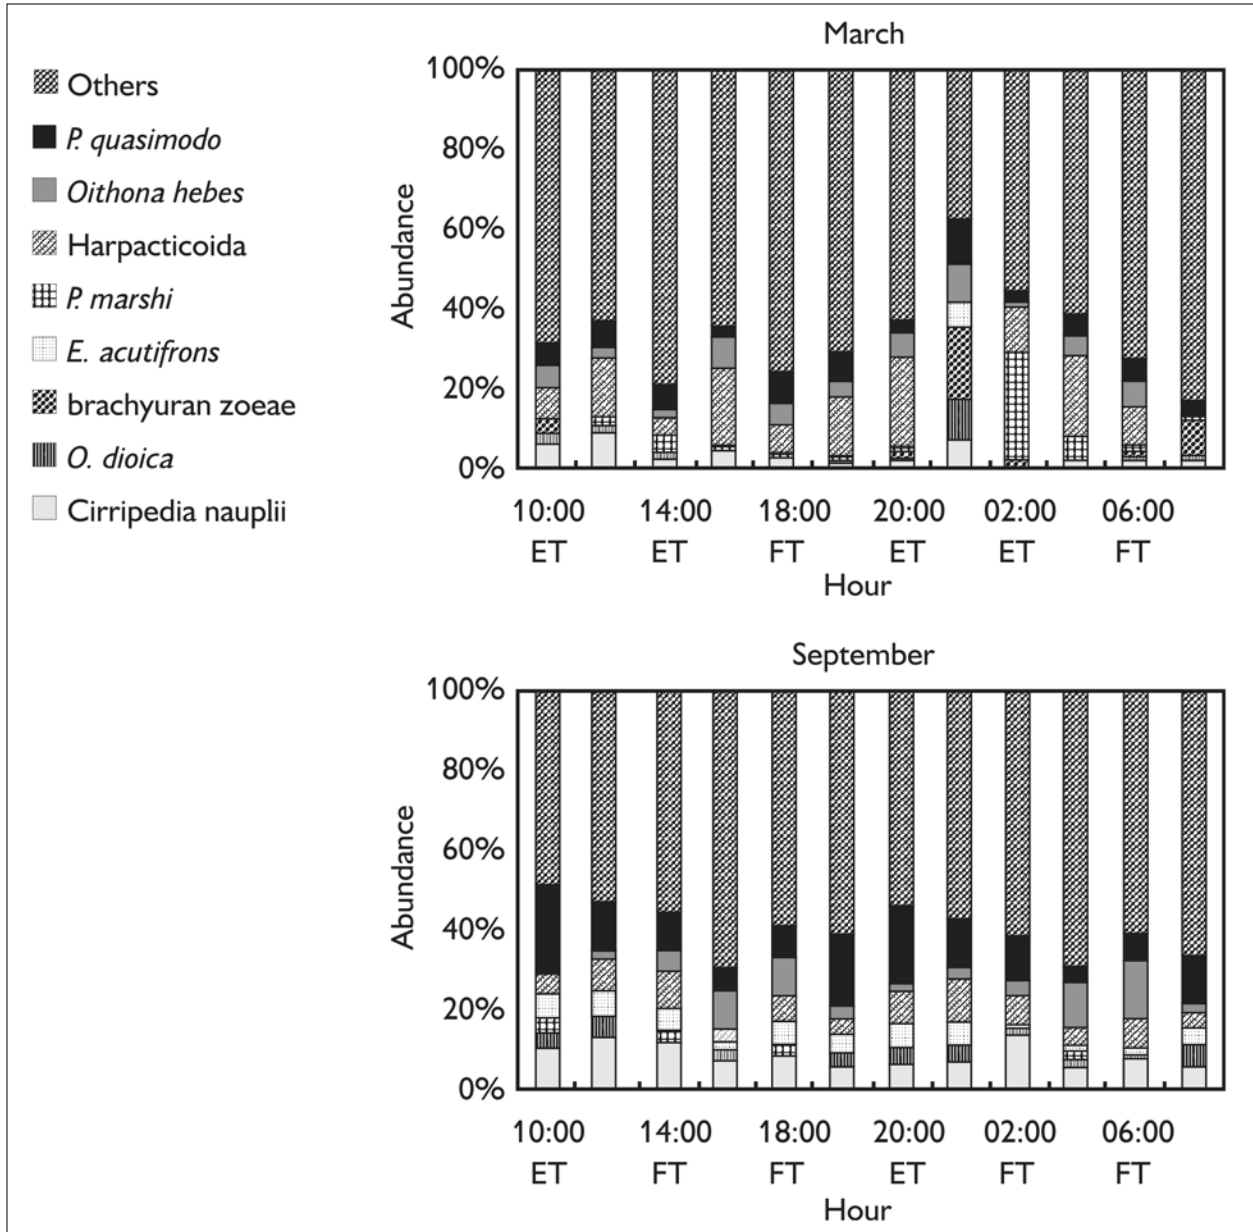 Others
P. quasimodo
Oithona hebes
Harpacticoida
P. marshi
E. acutifrons
brachyuran zoeae
O. dioica
Cirripedia nauplii
March
100%
80%
60%
40%
20%
0%
Abundance
10:00 14:00 18:00 20:00 02:00 06:00
ET ET FT ET ET FT
Hour
September
100%
80%
60%
40%
20%
0%
Abundance
10:00 14:00 18:00 20:00 02:00 06:00
ET FT FT ET FT FT
Hour